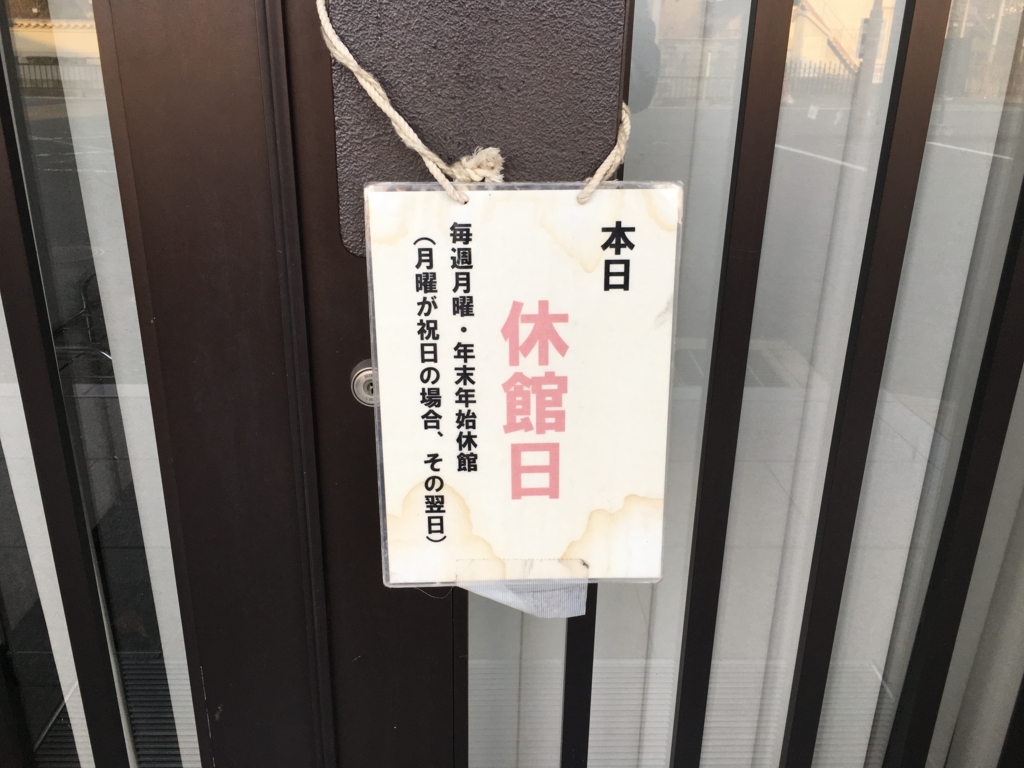 本日
休館日
毎週月曜・年末年始休館
(月曜が祝日の場合、その翌日)